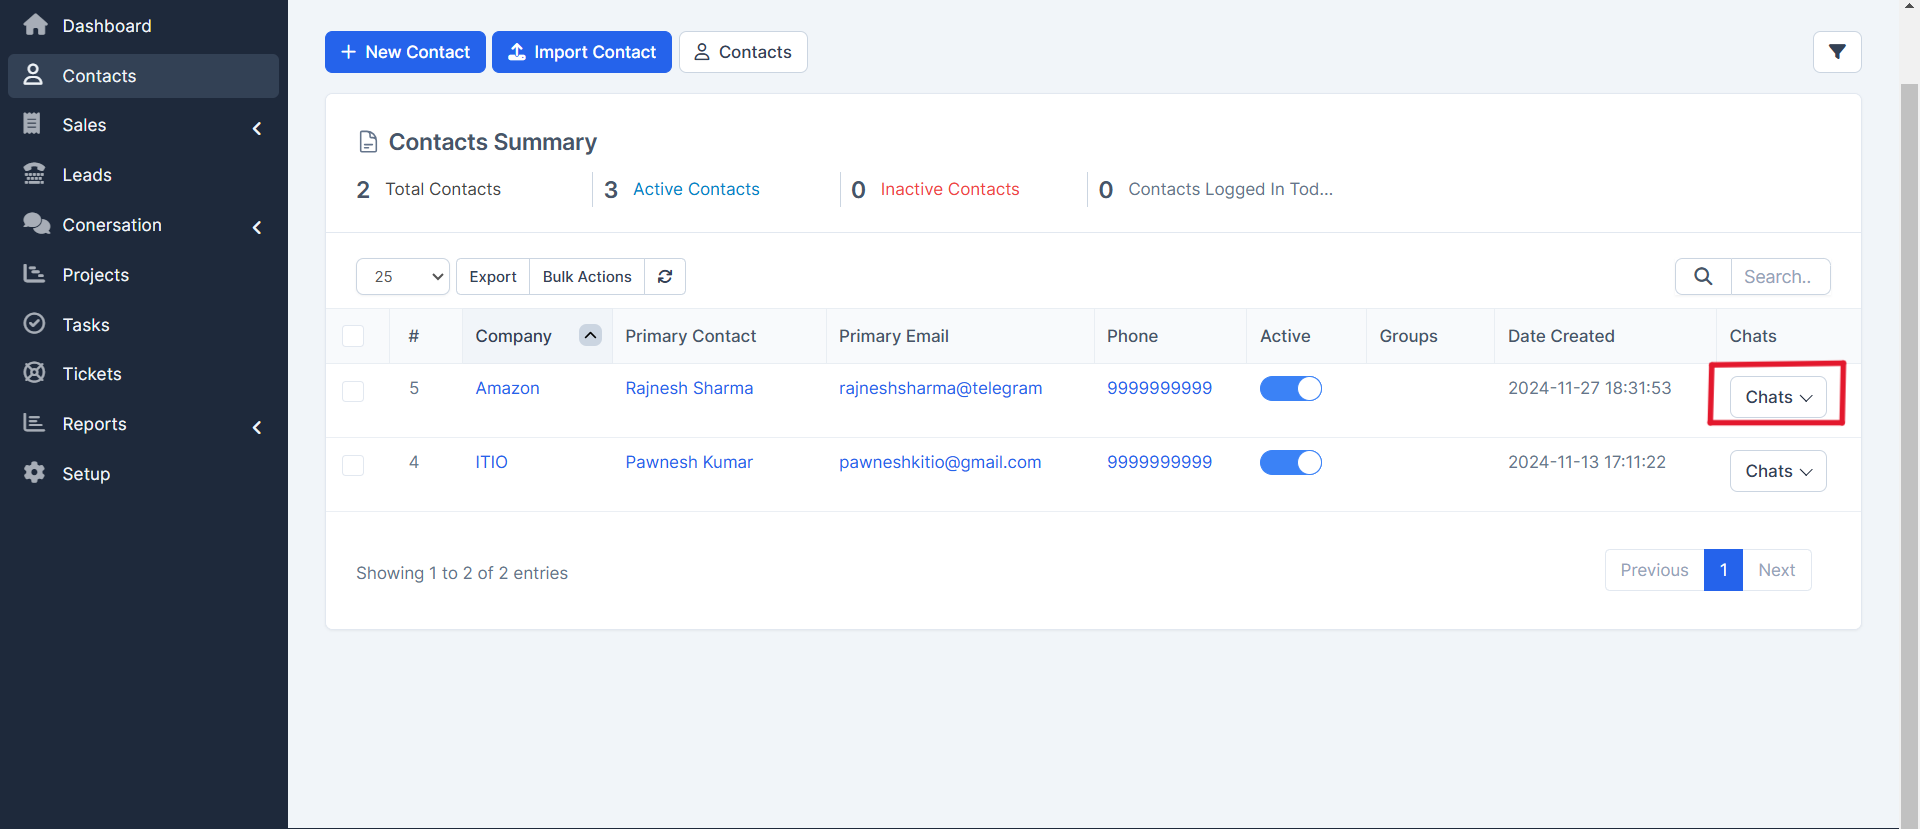 Dashboard
Contacts
Sales
Leads
Conersation
Projects
Tasks
Tickets
Reports
Setup
New Contact Import Contact Contacts
Contacts Summary
2 Total Contacts 3 Active Contacts 0 Inactive Contacts 0 Contacts Logged In Tod...
25 Export Bulk Actions Search..
# Company Primary Contact Primary Email Phone Active Groups Date Created Chats
5 Amazon Rajnesh Sharma rajneshsharma@telegram 9999999999 2024-11-27 18:31:53 Chats
4 ITIO Pawnesh Kumar pawneshkitio@gmail.com 9999999999 2024-11-13 17:11:22 Chats
Showing 1 to 2 of 2 entries Previous 1 Next